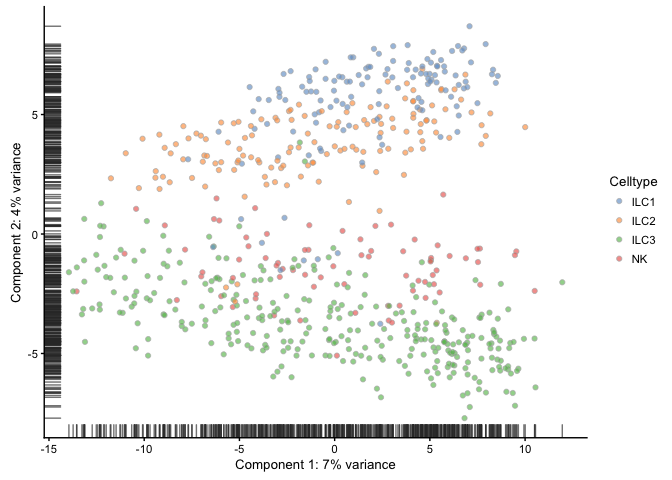 5
0
-5
Component 2: 4% variance
-15
-10
-5
0
5
10
Component 1: 7% variance
Celltype
ILC1
ILC2
ILC3
NK